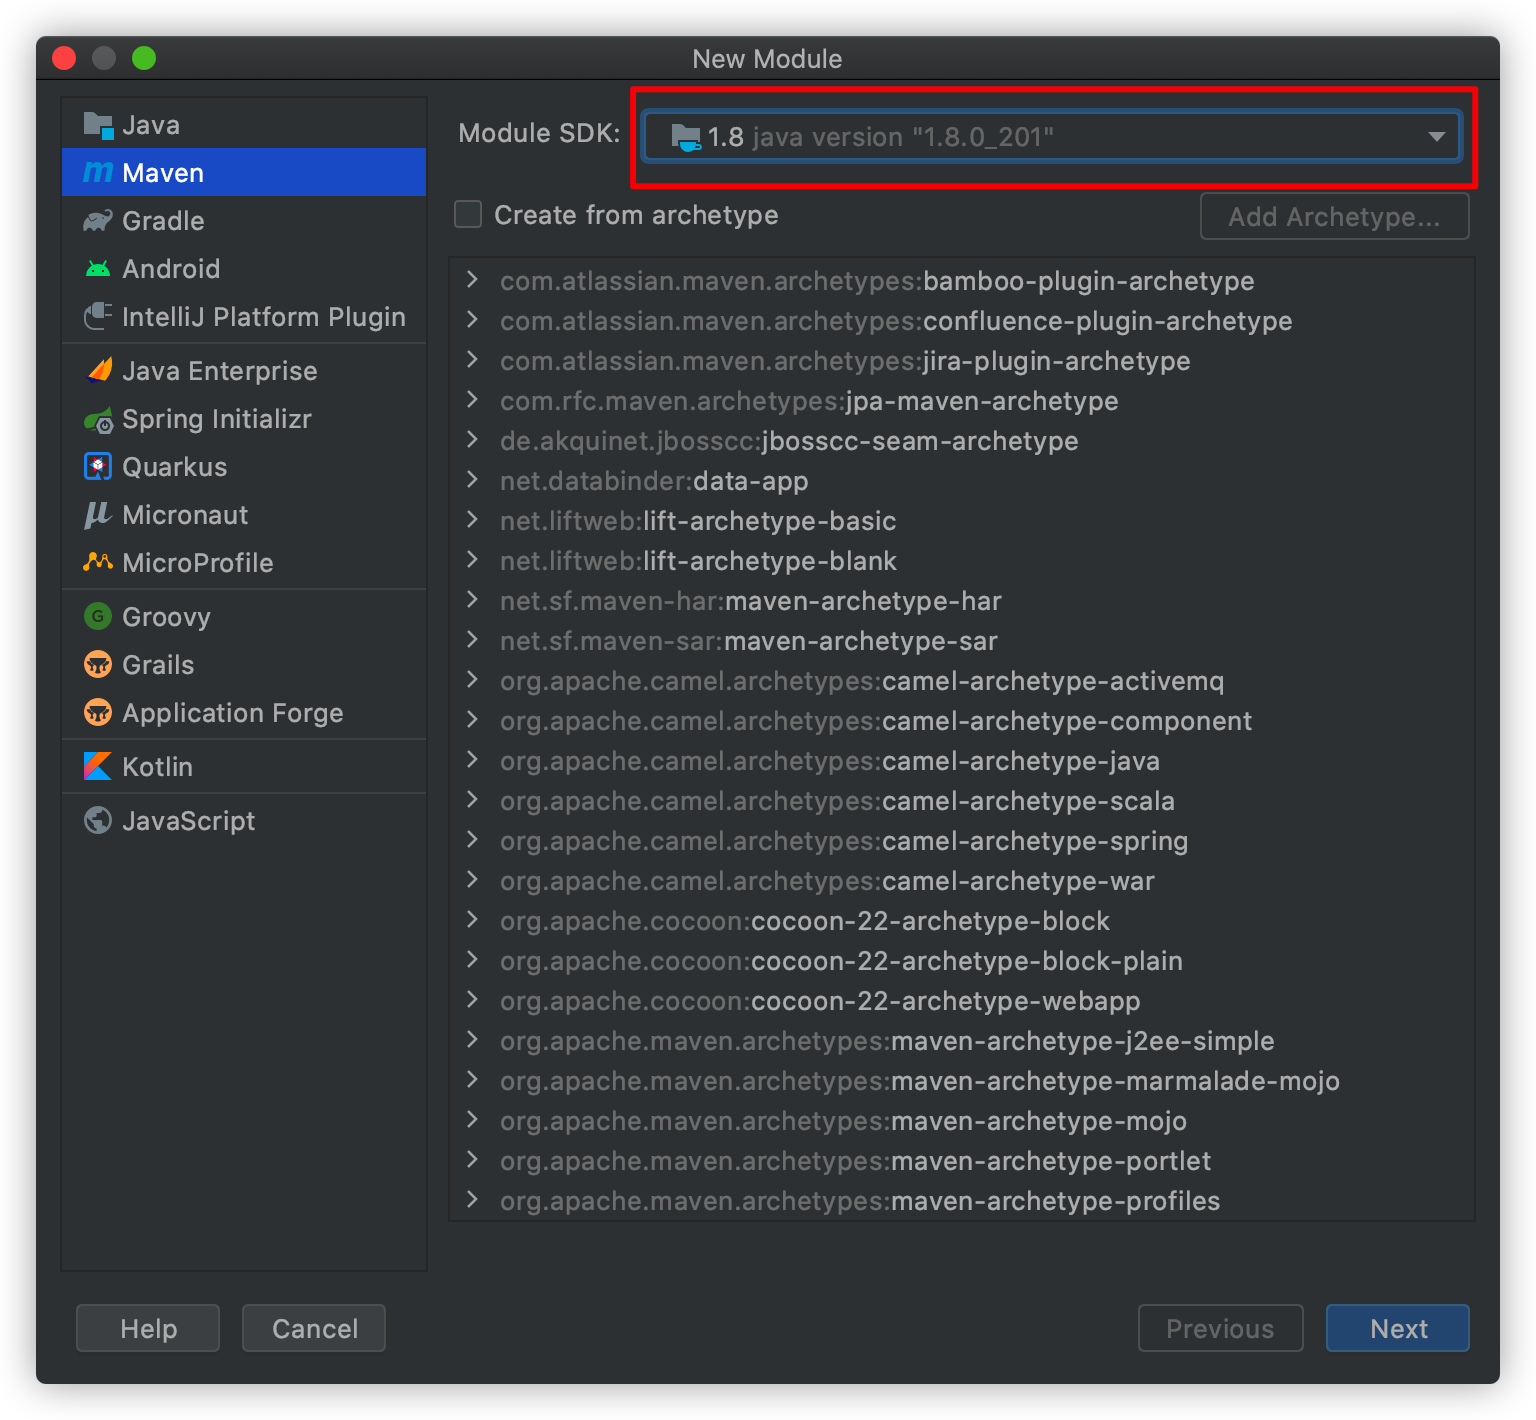 New Module
Java
Maven
Gradle
Android
IntelliJ Platform Plugin
Java Enterprise
Spring Initializr
Quarkus
Micronaut
MicroProfile
Groovy
Grails
Application Forge
Kotlin
JavaScript
Module SDK: 1.8 java version "1.8.0_201"
Create from archetype
Add Archetype...
com.atlassian.maven.archetypes:bamboo-plugin-archetype
com.atlassian.maven.archetypes:confluence-plugin-archetype
com.atlassian.maven.archetypes:jira-plugin-archetype
com.rfc.maven.archetypes:jpa-maven-archetype
de.akquinet.jbosscc:jbosscc-seam-archetype
net.databinder:data-app
net.liftweb:lift-archetype-basic
net.liftweb:lift-archetype-blank
net.sf.maven-har:maven-archetype-har
net.sf.maven-sar:maven-archetype-sar
org.apache.camel.archetypes:camel-archetype-activemq
org.apache.camel.archetypes:camel-archetype-component
org.apache.camel.archetypes:camel-archetype-java
org.apache.camel.archetypes:camel-archetype-scala
org.apache.camel.archetypes:camel-archetype-spring
org.apache.camel.archetypes:camel-archetype-war
org.apache.cocoon:cocoon-22-archetype-block
org.apache.cocoon:cocoon-22-archetype-block-plain
org.apache.cocoon:cocoon-22-archetype-webapp
org.apache.maven.archetypes:maven-archetype-j2ee-simple
org.apache.maven.archetypes:maven-archetype-marmalade-mojo
org.apache.maven.archetypes:maven-archetype-mojo
org.apache.maven.archetypes:maven-archetype-portlet
org.apache.maven.archetypes:maven-archetype-profiles
Help
Cancel
Previous
Next